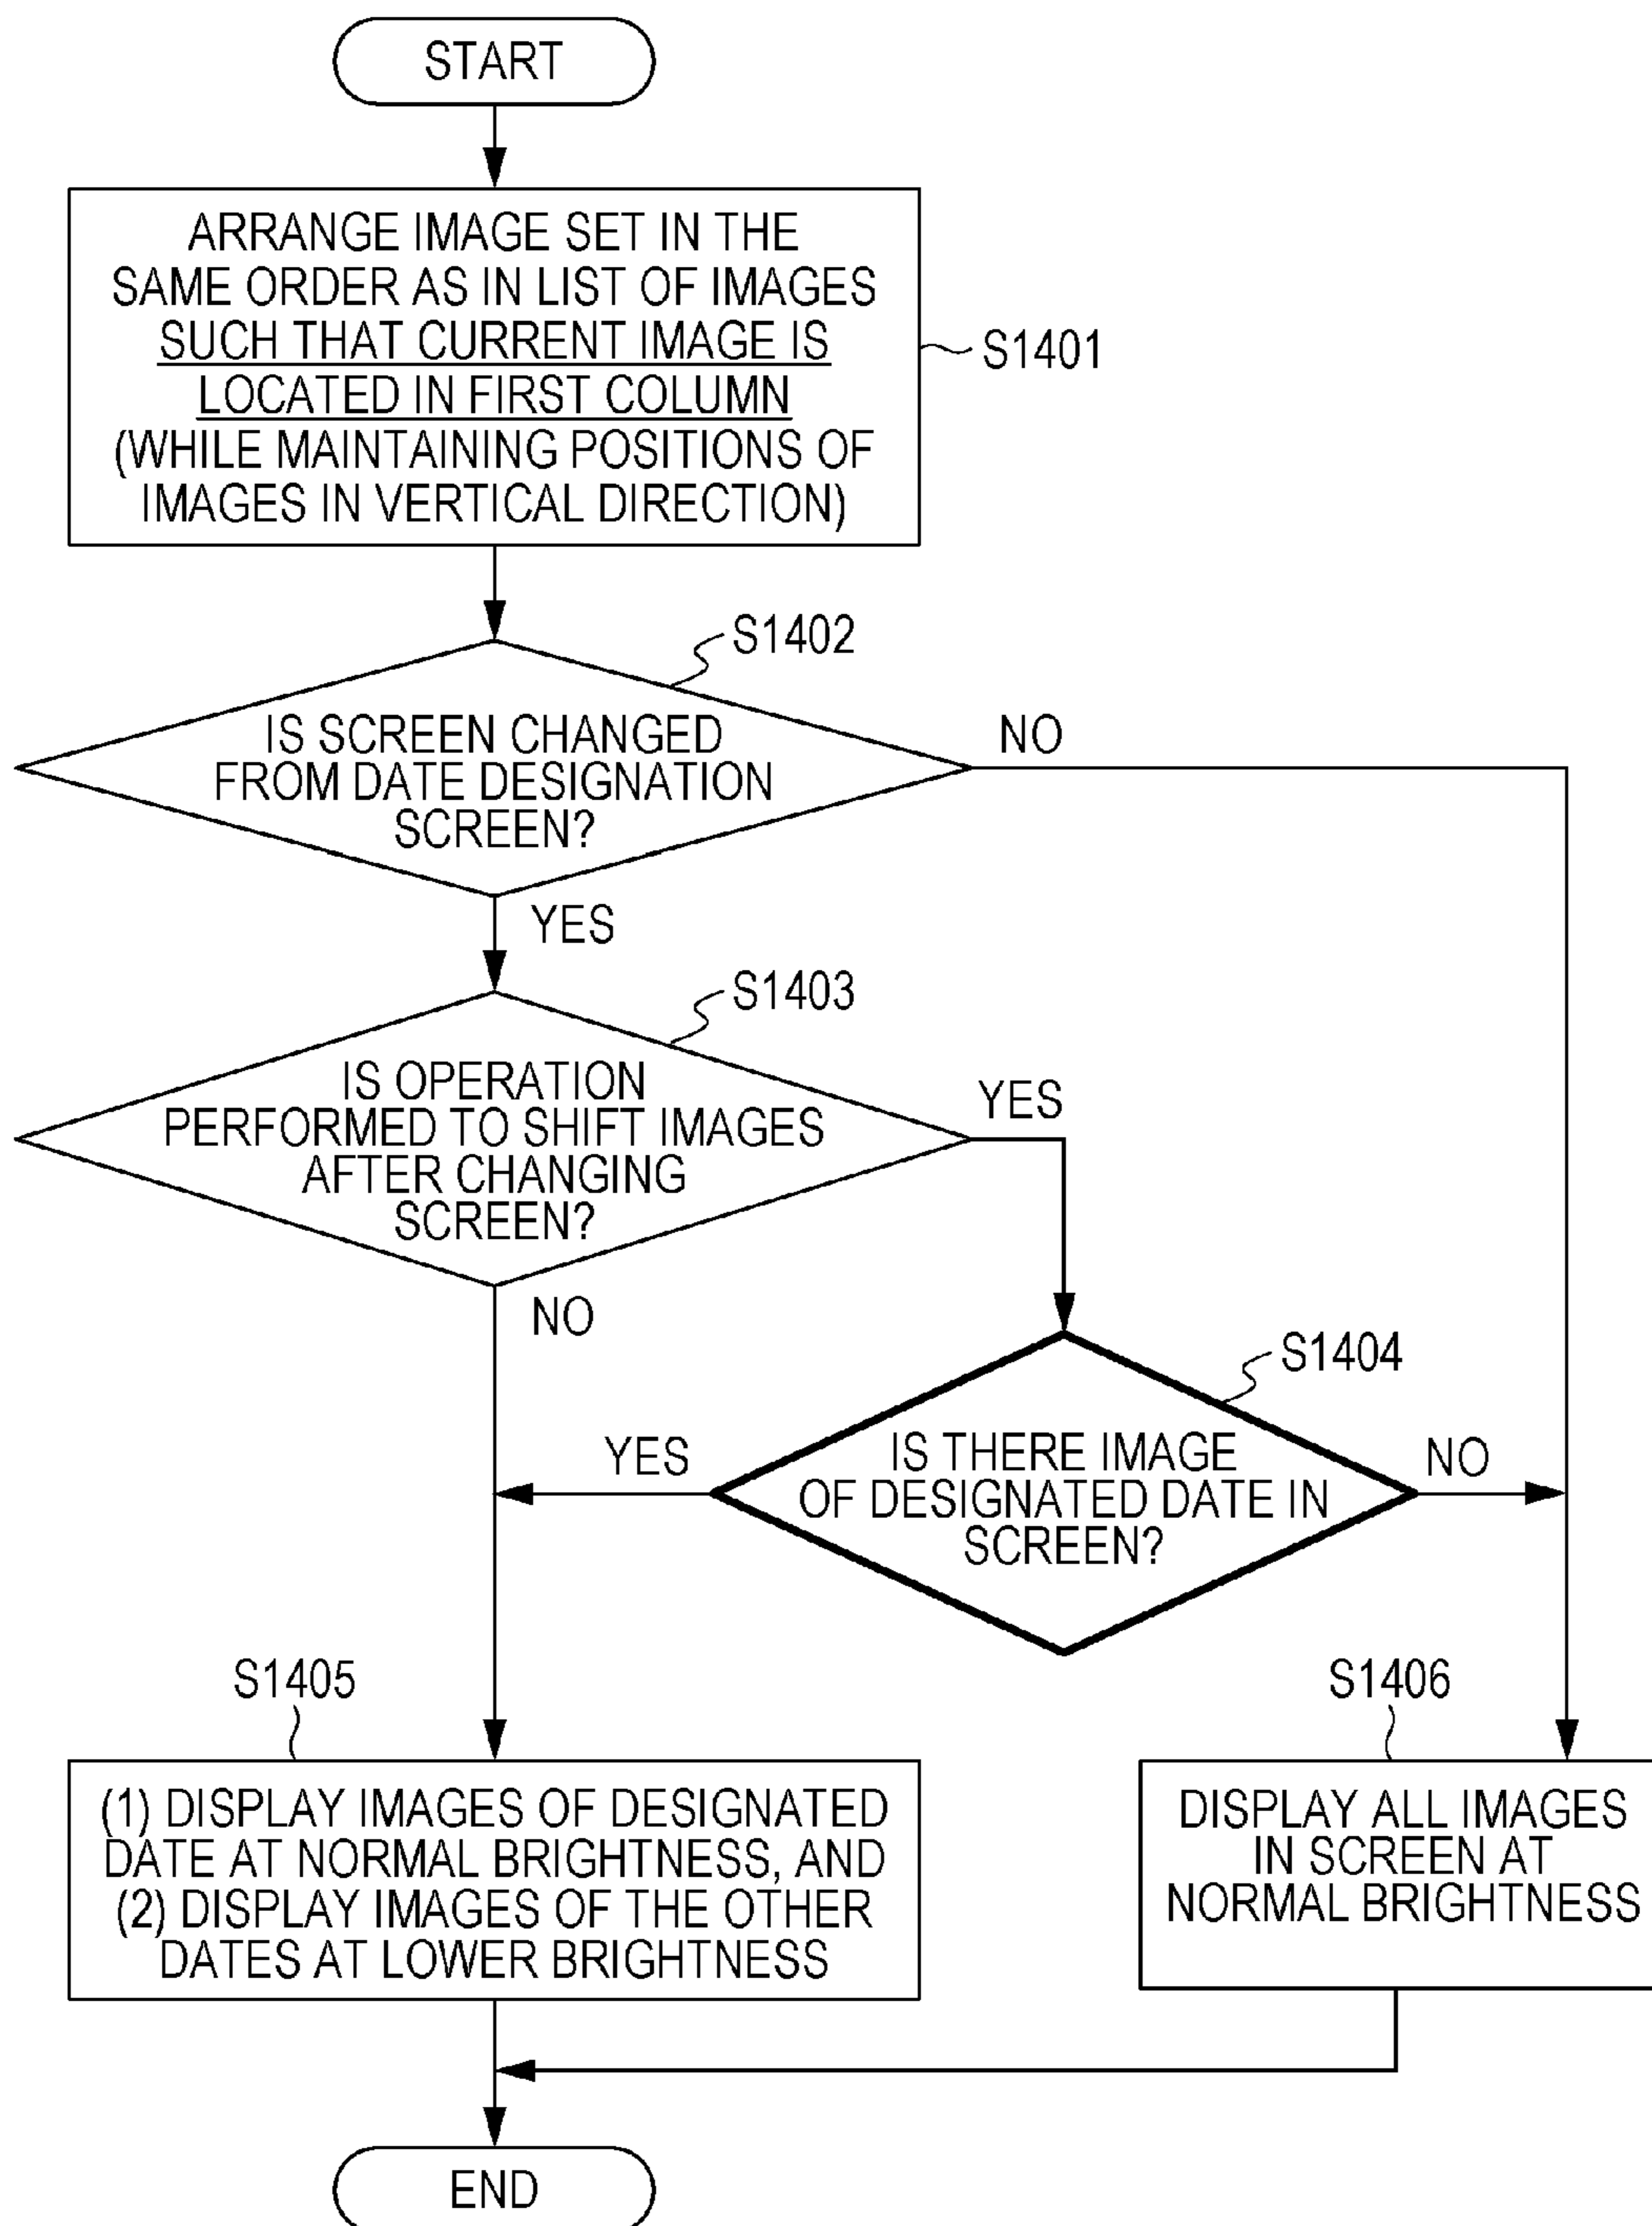 START
ARRANGE IMAGE SET IN THE
SAME ORDER AS IN LIST OF IMAGES
SUCH THAT CURRENT IMAGE IS
LOCATED IN FIRST COLUMN
(WHILE MAINTAINING POSITIONS OF
IMAGES IN VERTICAL DIRECTION)
S1401
S1402
IS SCREEN CHANGED
FROM DATE DESIGNATION
SCREEN?
NO
YES
S1403
IS OPERATION
PERFORMED TO SHIFT IMAGES
AFTER CHANGING
SCREEN?
YES
NO
S1404
IS THERE IMAGE
OF DESIGNATED DATE IN
SCREEN?
YES
NO
S1405
(1) DISPLAY IMAGES OF DESIGNATED
DATE AT NORMAL BRIGHTNESS, AND
(2) DISPLAY IMAGES OF THE OTHER
DATES AT LOWER BRIGHTNESS
S1406
DISPLAY ALL IMAGES
IN SCREEN AT
NORMAL BRIGHTNESS
END